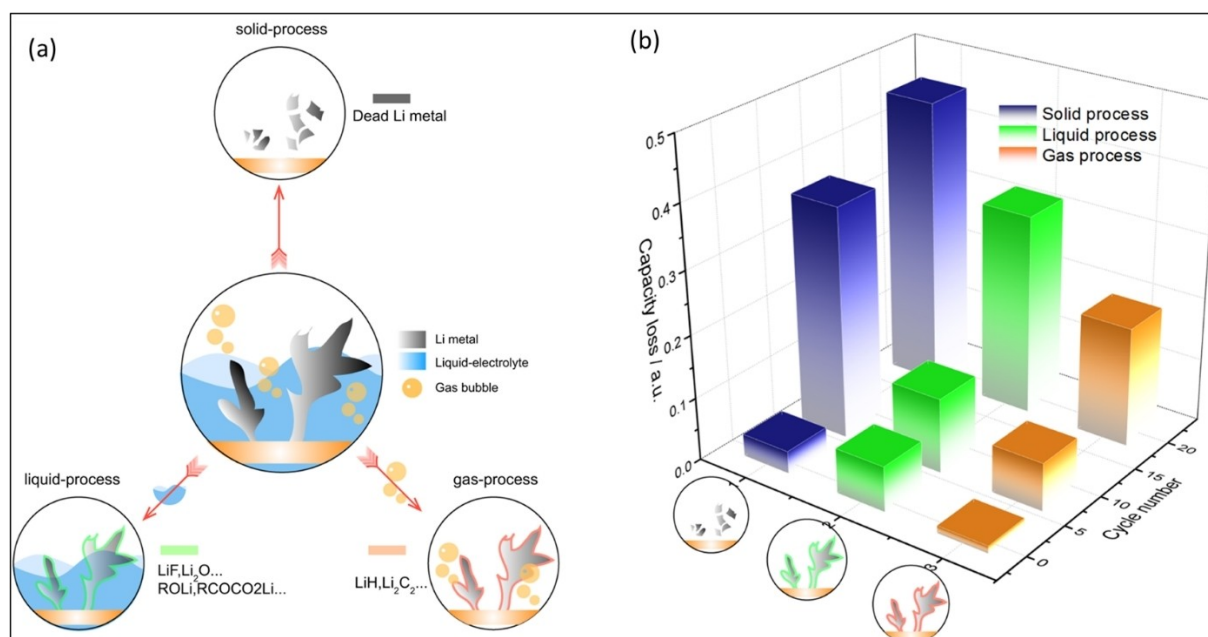 (a)
solid-process
Dead Li metal
Li metal
Liquid-electrolyte
Gas bubble
liquid-process
LiF,Li₂O...
ROLi,RCOCO2Li...
gas-process
LiH,Li₂C₂...
(b)
Solid process
Liquid process
Gas process
Capacity loss / a.u.
0.5
0.4
0.3
0.2
0.1
0.0
1
2
3
Cycle number
0
5
10
15
20